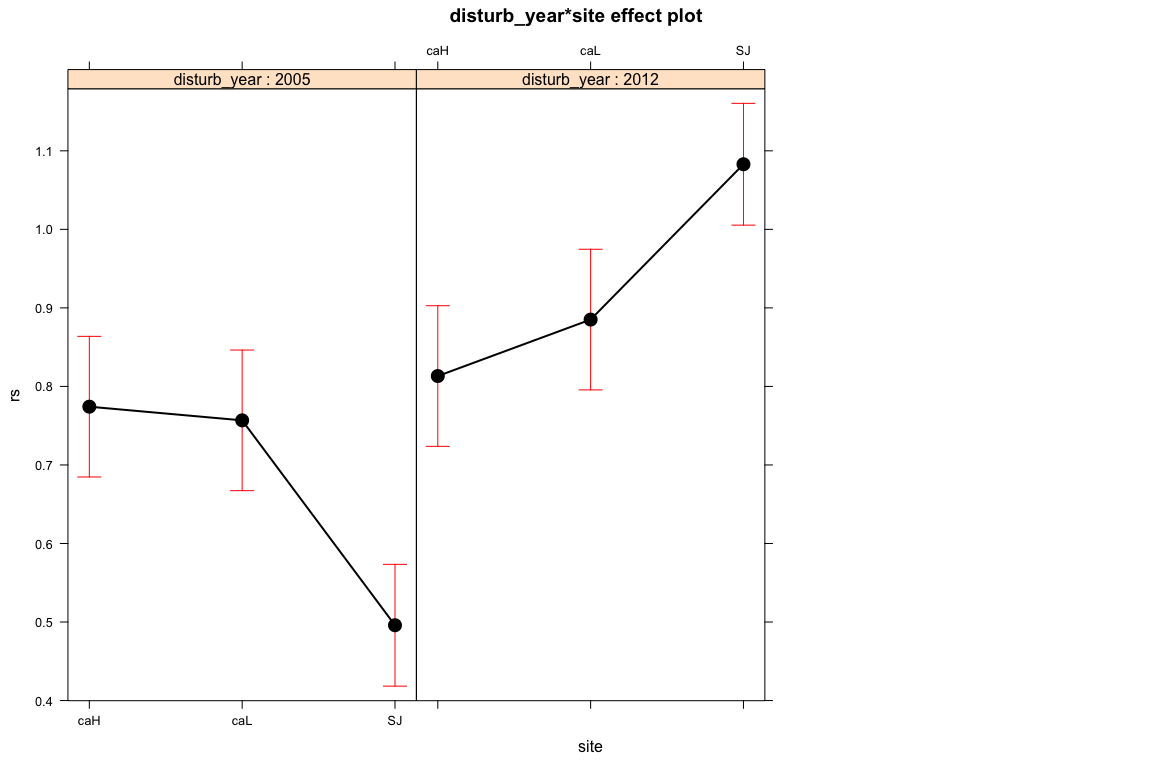 disturb_year*site effect plot
caH caL SJ
disturb_year : 2005 disturb_year : 2012
1.1
1.0
0.9
0.8
rs
0.7
0.6
0.5
0.4
caH caL SJ
site